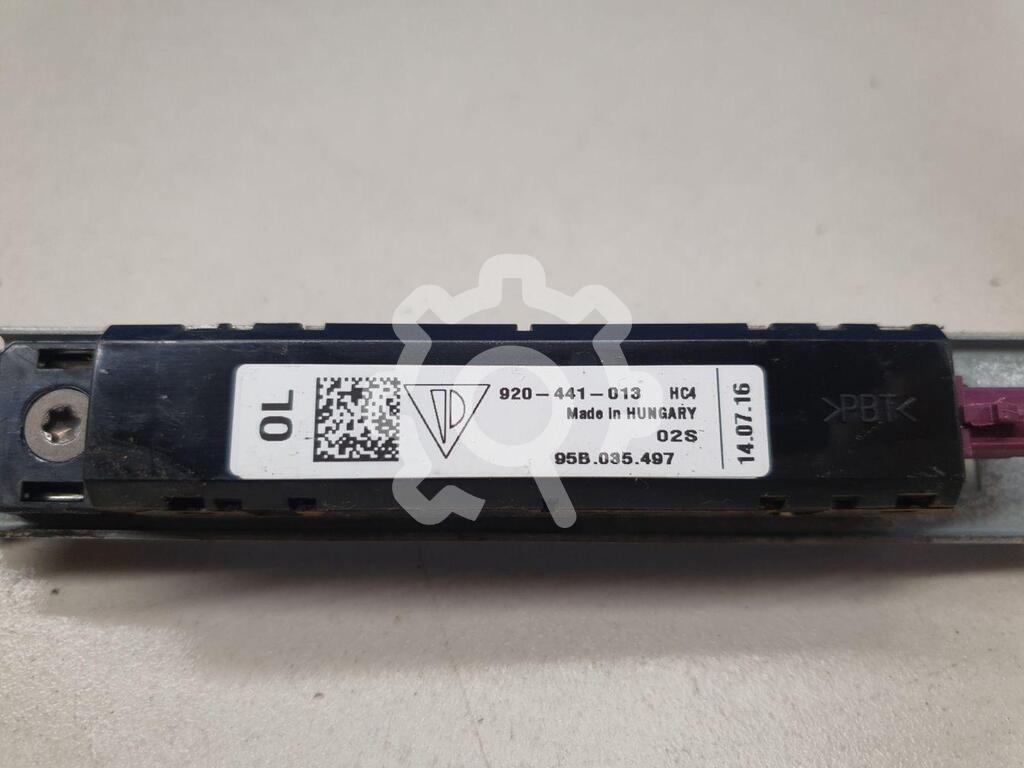 OL
920-441-013 HC4
Made in HUNGARY
02S
95B.035.497
14.07.16
>PBT<